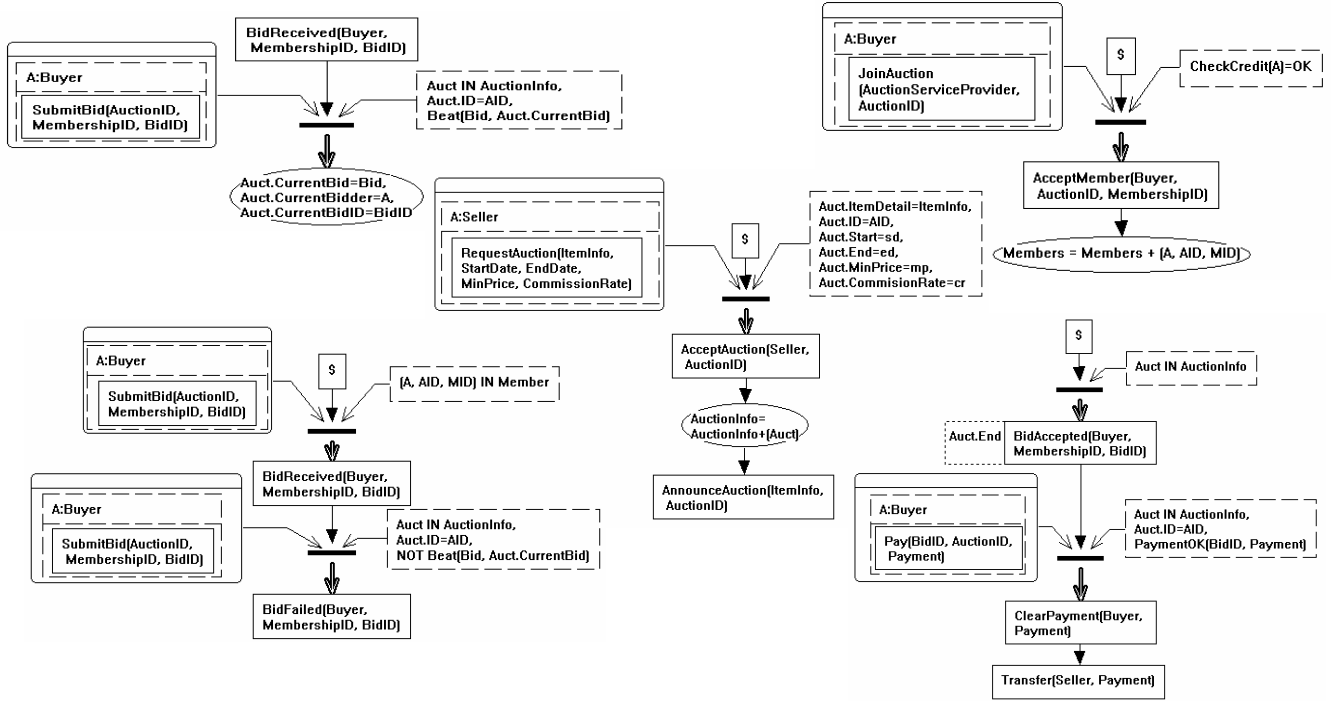 BidReceived(Buyer,
MembershipID, BidID)
A:Buyer
SubmitBid(AuctionID,
MembershipID, BidID)
Auct IN AuctionInfo,
Auct.ID=AID,
Beat(Bid, Auct.CurrentBid)
Auct.CurrentBid=Bid,
Auct.CurrentBidder=A,
Auct.CurrentBidID=BidID
A:Buyer
JoinAuction
(AuctionServiceProvider,
AuctionID)
$
CheckCredit(A)=OK
AcceptMember(Buyer,
AuctionID, MembershipID)
Members = Members + (A, AID, MID)
A:Seller
RequestAuction(ItemInfo,
StartDate, EndDate,
MinPrice, CommissionRate)
$
Auct.ItemDetail=ItemInfo,
Auct.ID=AID,
Auct.Start=sd,
Auct.End=ed,
Auct.MinPrice=mp,
Auct.CommisionRate=cr
AcceptAuction(Seller,
AuctionID)
AuctionInfo=
AuctionInfo+(Auct)
AnnounceAuction(ItemInfo,
AuctionID)
A:Buyer
SubmitBid(AuctionID,
MembershipID, BidID)
$
(A, AID, MID) IN Member
BidReceived(Buyer,
MembershipID, BidID)
A:Buyer
SubmitBid(AuctionID,
MembershipID, BidID)
Auct IN AuctionInfo,
Auct.ID=AID,
NOT Beat(Bid, Auct.CurrentBid)
BidFailed(Buyer,
MembershipID, BidID)
$
Auct IN AuctionInfo
Auct.End
BidAccepted(Buyer,
MembershipID, BidID)
A:Buyer
Pay(BidID, AuctionID,
Payment)
Auct IN AuctionInfo,
Auct.ID=AID,
PaymentOK(BidID, Payment)
ClearPayment(Buyer,
Payment)
Transfer(Seller, Payment)